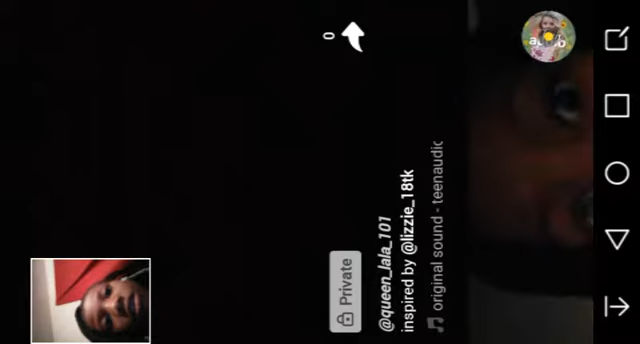 0
Private
@queen_lala_101
inspired by @lizzie_18tk
original sound - teenaudic